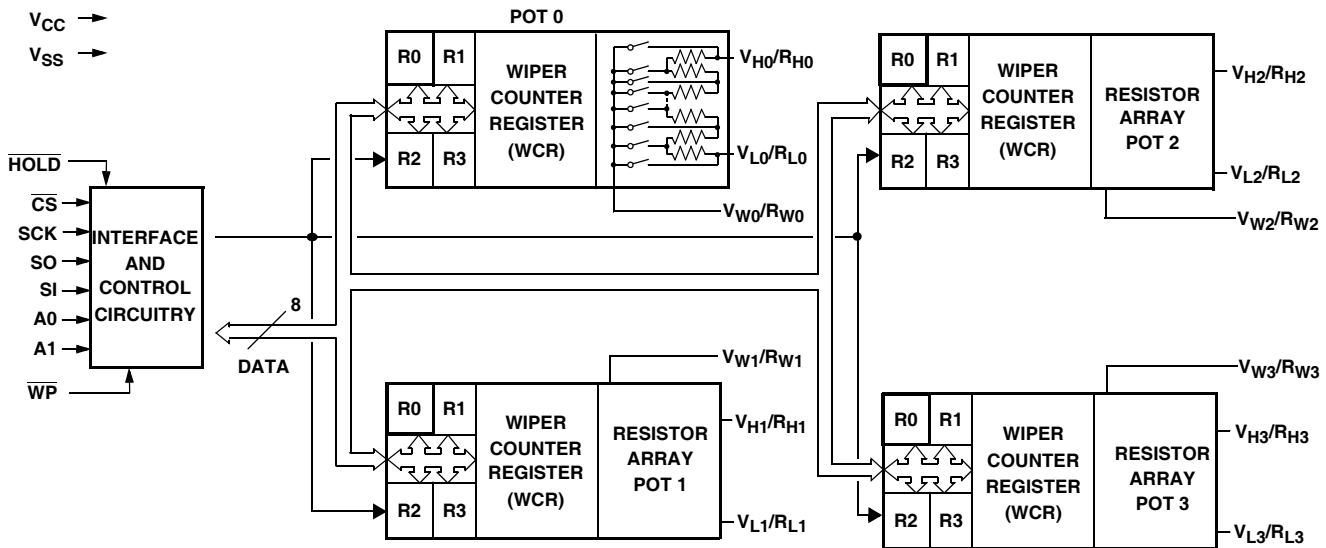 VCC
VSS
HOLD
CS
SCK
SO
SI
A0
A1
WP
INTERFACE
AND
CONTROL
CIRCUITRY
8
DATA
POT 0
R0 R1
R2 R3
WIPER
COUNTER
REGISTER
(WCR)
VH0/RH0
VL0/RL0
VW0/RW0
R0 R1
R2 R3
WIPER
COUNTER
REGISTER
(WCR)
RESISTOR
ARRAY
POT 2
VH2/RH2
VL2/RL2
VW2/RW2
R0 R1
R2 R3
WIPER
COUNTER
REGISTER
(WCR)
RESISTOR
ARRAY
POT 1
VW1/RW1
VH1/RH1
VL1/RL1
R0 R1
R2 R3
WIPER
COUNTER
REGISTER
(WCR)
RESISTOR
ARRAY
POT 3
VW3/RW3
VH3/RH3
VL3/RL3